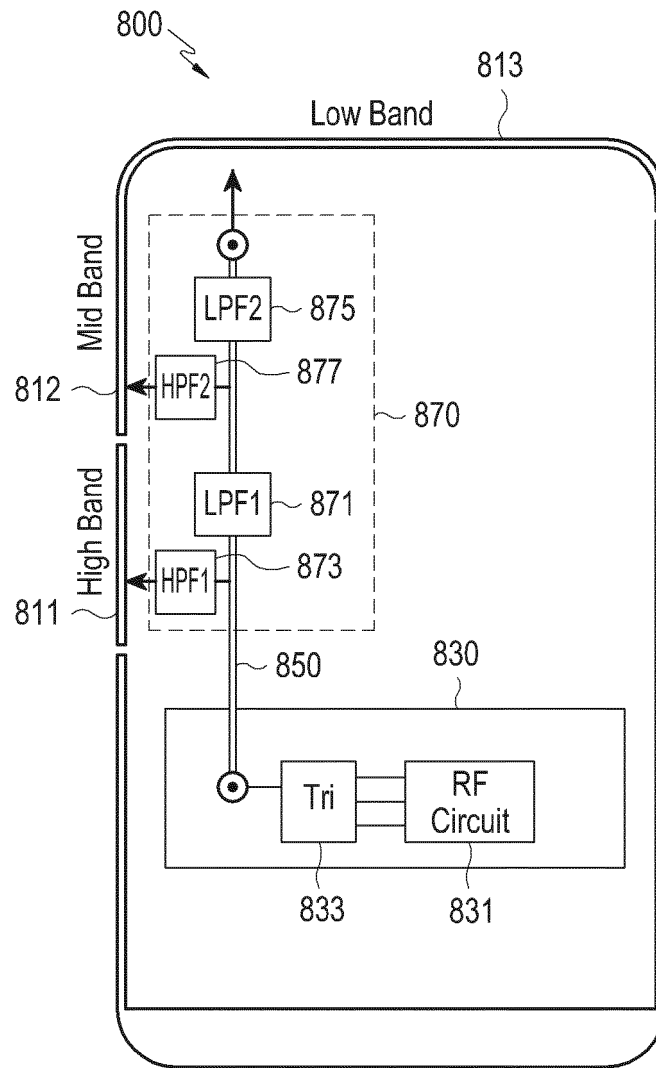 800
813
Low Band
Mid Band
LPF2
875
HPF2
877
812
870
High Band
LPF1
871
HPF1
873
811
850
830
Tri
RF
Circuit
833
831